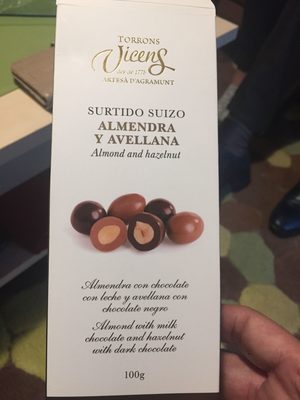 TORRONS
Vicens
des de 1775
ARTESÀ D'AGRAMUNT
SURTIDO SUIZO
ALMENDRA
Y AVELLANA
Almond and hazelnut
Almendra con chocolate
con leche y avellana con
chocolate negro
Almond with milk
chocolate and hazelnut
with dark chocolate
100g